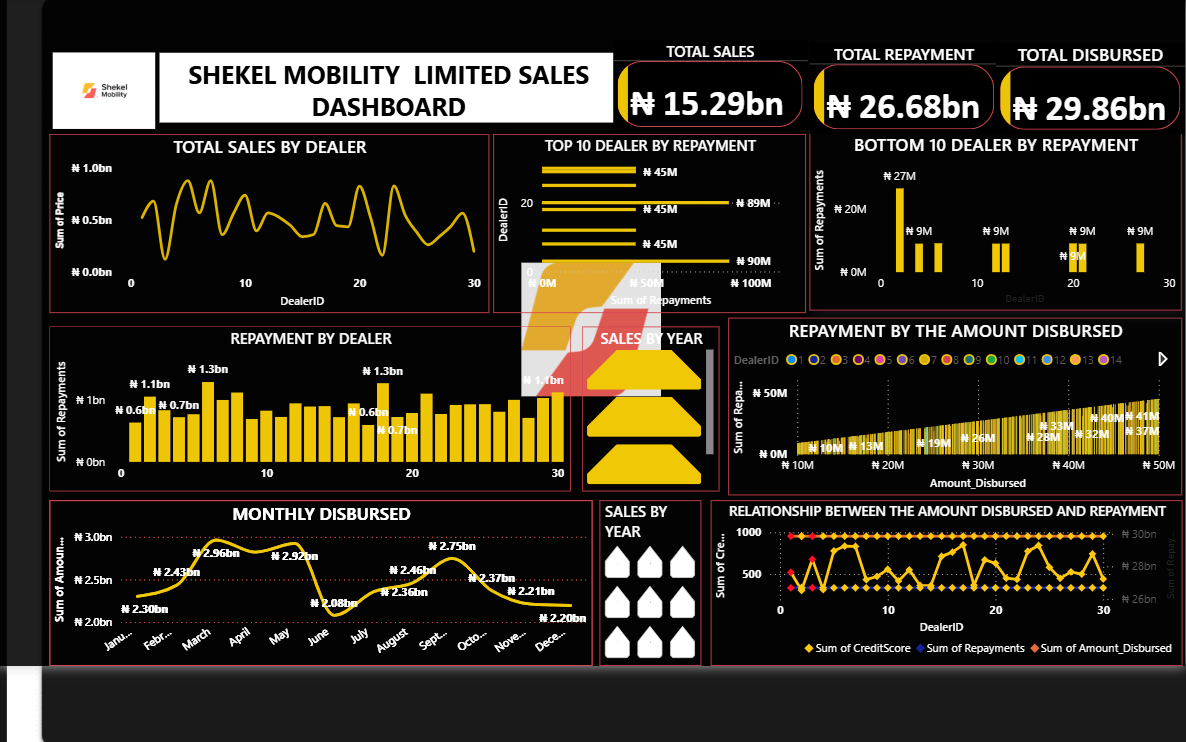 Shekel
Mobility
SHEKEL MOBILITY LIMITED SALES
DASHBOARD
TOTAL SALES
₦ 15.29bn
TOTAL REPAYMENT
₦ 26.68bn
TOTAL DISBURSED
₦ 29.86bn
TOTAL SALES BY DEALER
Sum of Price
₦ 1.0bn
₦ 0.5bn
₦ 0.0bn
0
10
20
30
DealerID
TOP 10 DEALER BY REPAYMENT
DealerID
20
0
₦ 45M
₦ 89M
₦ 45M
₦ 45M
₦ 90M
₦ 0M
₦ 50M
₦ 100M
Sum of Repayments
BOTTOM 10 DEALER BY REPAYMENT
Sum of Repayments
₦ 20M
₦ 0M
₦ 27M
₦ 9M
₦ 9M
₦ 9M
₦ 9M
₦ 9M
0
10
20
30
DealerID
REPAYMENT BY DEALER
Sum of Repayments
₦ 1bn
₦ 0bn
₦ 0.6bn
₦ 1.1bn
₦ 0.7bn
₦ 1.3bn
₦ 0.6bn
₦ 1.3bn
₦ 0.7bn
₦ 1.1bn
0
10
20
30
SALES BY YEAR
REPAYMENT BY THE AMOUNT DISBURSED
DealerID 1 2 3 4 5 6 7 8 9 10 11 12 13 14
Sum of Repa...
₦ 50M
₦ 0M
₦ 10M
₦ 13M
₦ 19M
₦ 26M
₦ 28M
₦ 33M
₦ 32M
₦ 40M
₦ 41M
₦ 37M
₦ 10M
₦ 20M
₦ 30M
₦ 40M
₦ 50M
Amount_Disbursed
MONTHLY DISBURSED
Sum of Amoun...
₦ 3.0bn
₦ 2.5bn
₦ 2.0bn
₦ 2.30bn
₦ 2.43bn
₦ 2.96bn
₦ 2.92bn
₦ 2.08bn
₦ 2.36bn
₦ 2.46bn
₦ 2.75bn
₦ 2.37bn
₦ 2.21bn
₦ 2.20bn
Janu...
Febr...
March
April
May
June
July
August
Sept...
Octo...
Nove...
Dece...
SALES BY
YEAR
RELATIONSHIP BETWEEN THE AMOUNT DISBURSED AND REPAYMENT
Sum of Cre...
1000
500
₦ 30bn
₦ 28bn
₦ 26bn
Sum of Repay...
0
10
20
30
DealerID
Sum of CreditScore
Sum of Repayments
Sum of Amount_Disbursed